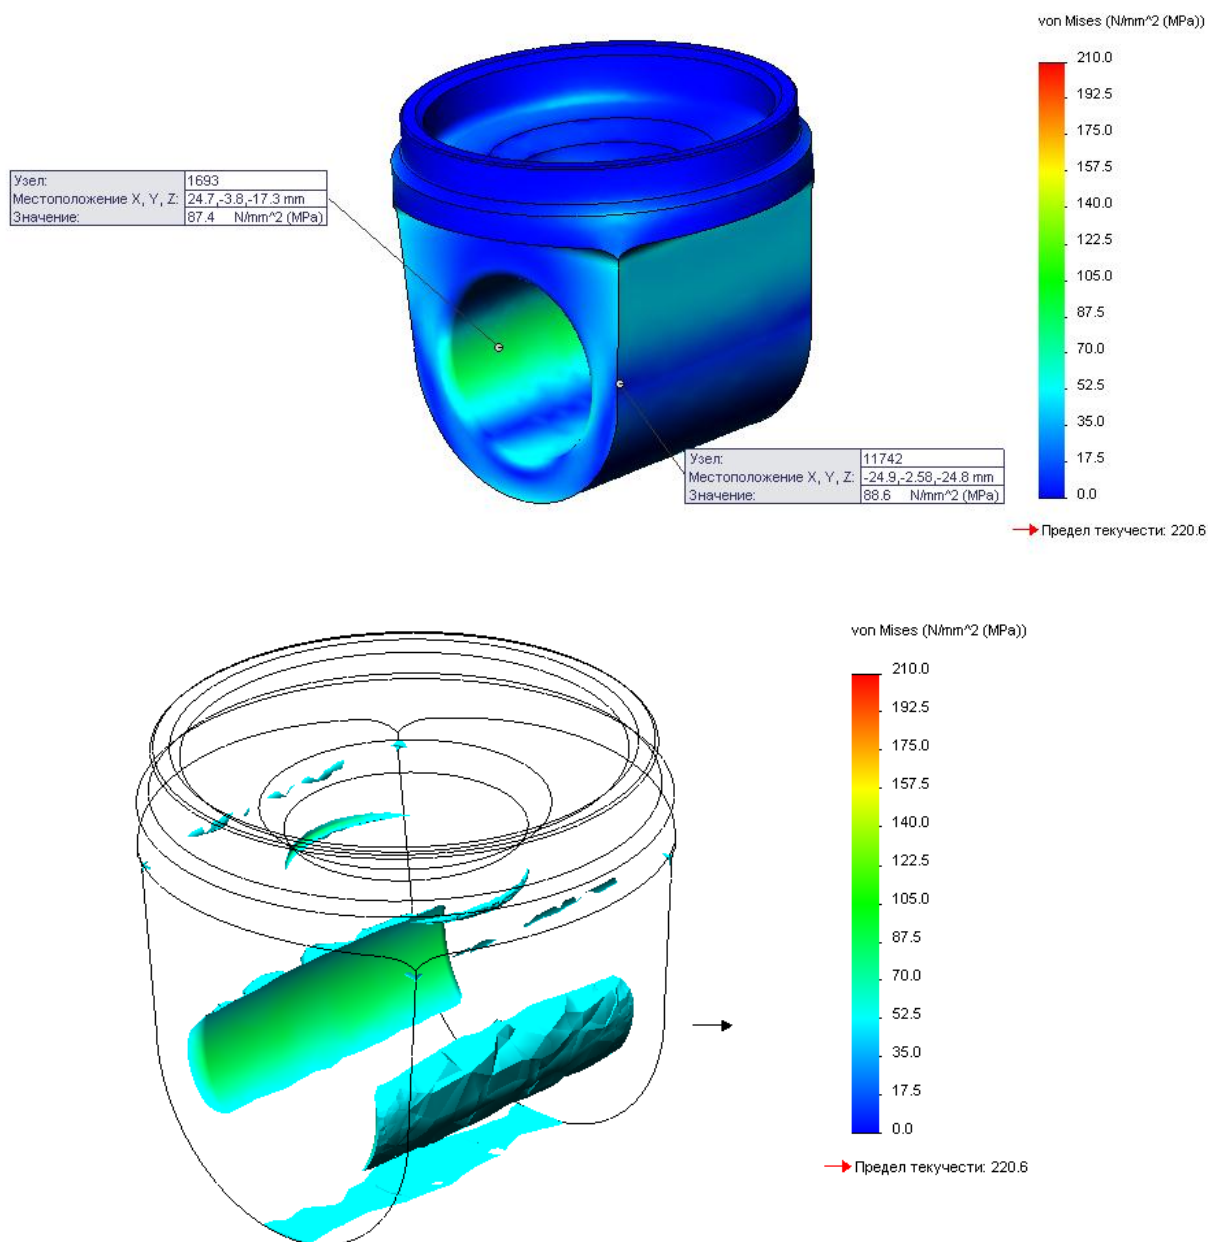 von Mises (N/mm^2 (MPa))
210.0
192.5
175.0
157.5
140.0
122.5
105.0
87.5
70.0
52.5
35.0
17.5
0.0
Предел текучести: 220.6
Узел: 1693
Местоположение X, Y, Z: 24.7,-3.8,-17.3 mm
Значение: 87.4 N/mm^2 (MPa)
Узел: 11742
Местоположение X, Y, Z: -24.9,-2.58,-24.8 mm
Значение: 88.6 N/mm^2 (MPa)
von Mises (N/mm^2 (MPa))
210.0
192.5
175.0
157.5
140.0
122.5
105.0
87.5
70.0
52.5
35.0
17.5
0.0
Предел текучести: 220.6